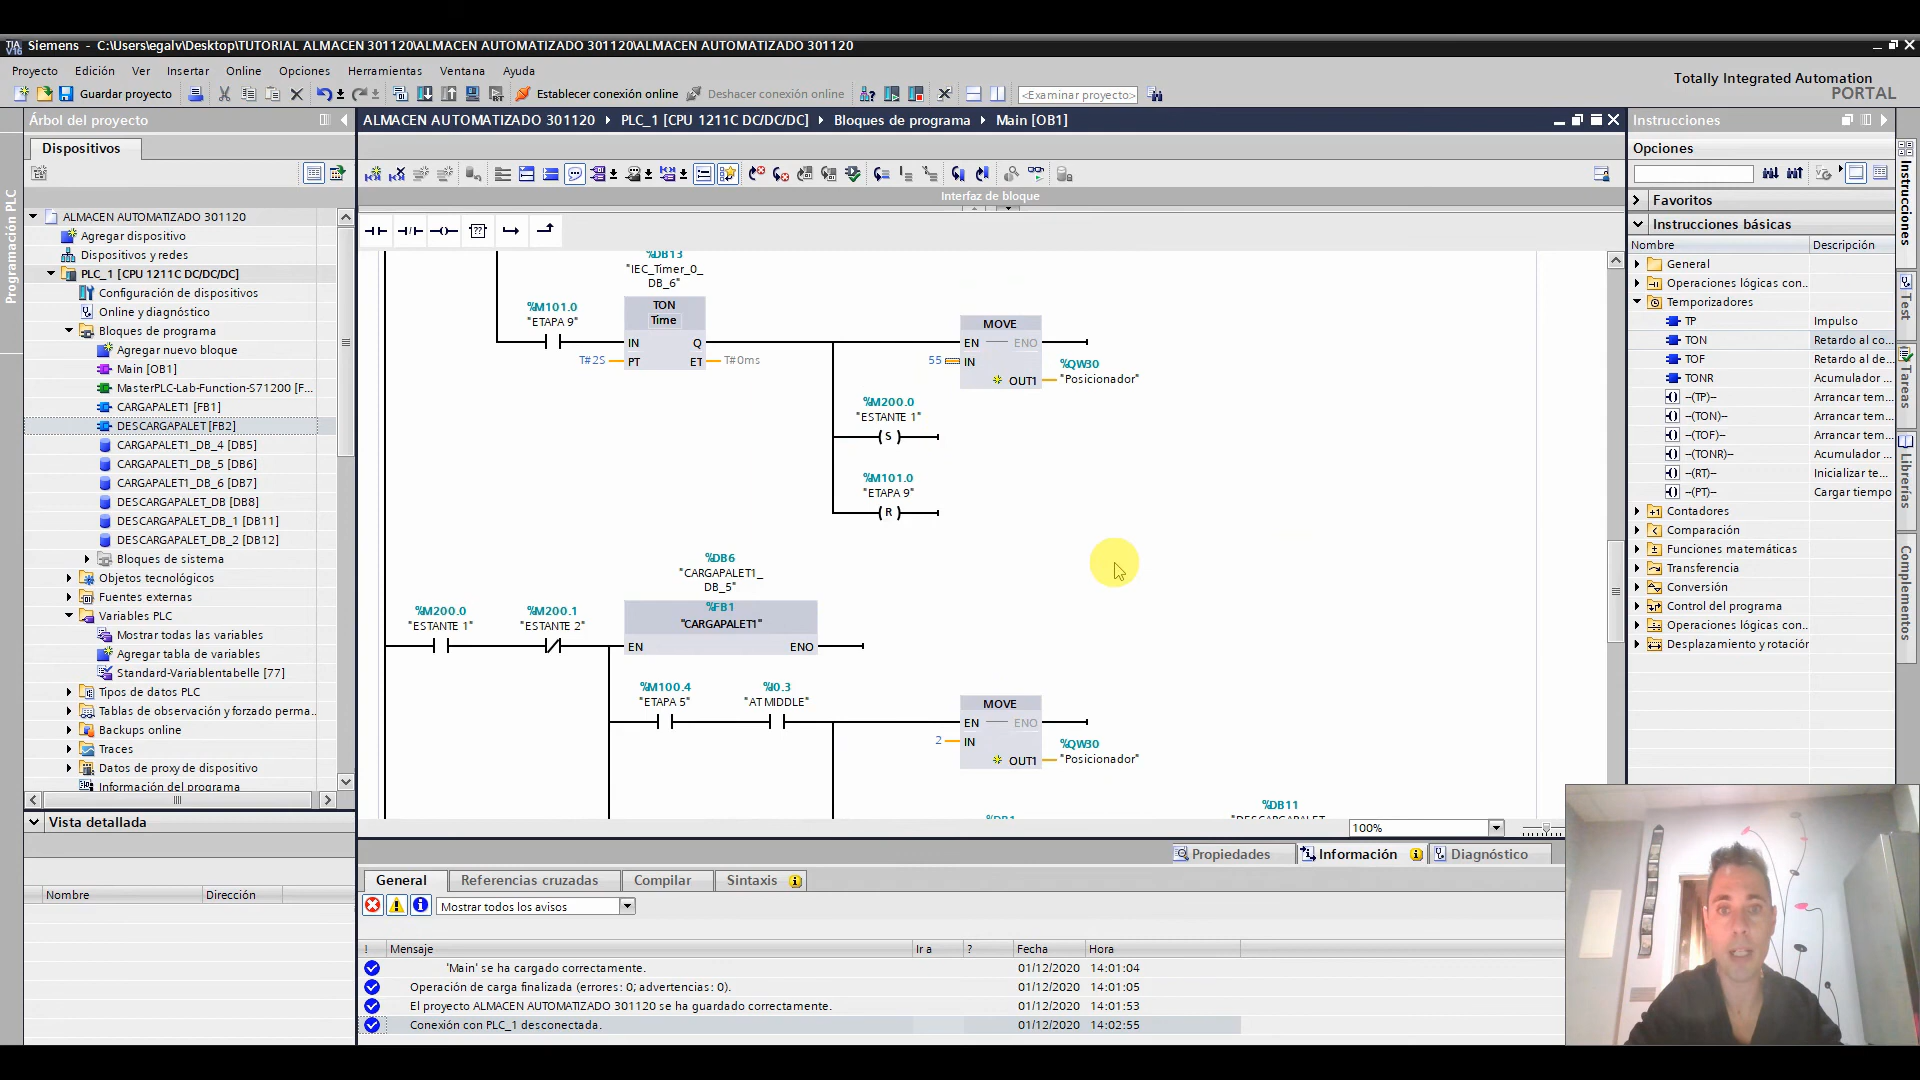 Siemens - C:\Users\egalv\Desktop\TUTORIAL ALMACEN 301120\ALMACEN AUTOMATIZADO 301120\ALMACEN AUTOMATIZADO 301120
Proyecto Edición Ver Insertar Online Opciones Herramientas Ventana Ayuda
Totally Integrated Automation
PORTAL
Guardar proyecto Establecer conexión online Deshacer conexión online <Examinar proyecto>
Árbol del proyecto
Dispositivos
Programación PLC
ALMACEN AUTOMATIZADO 301120
Agregar dispositivo
Dispositivos y redes
PLC_1 [CPU 1211C DC/DC/DC]
Configuración de dispositivos
Online y diagnóstico
Bloques de programa
Agregar nuevo bloque
Main [OB1]
MasterPLC-Lab-Function-S71200 [F...
CARGAPALET1 [FB1]
DESCARGAPALET [FB2]
CARGAPALET1_DB_4 [DB5]
CARGAPALET1_DB_5 [DB6]
CARGAPALET1_DB_6 [DB7]
DESCARGAPALET_DB [DB8]
DESCARGAPALET_DB_1 [DB11]
DESCARGAPALET_DB_2 [DB12]
Bloques de sistema
Objetos tecnológicos
Fuentes externas
Variables PLC
Mostrar todas las variables
Agregar tabla de variables
Standard-Variablentabelle [77]
Tipos de datos PLC
Tablas de observación y forzado perma...
Backups online
Traces
Datos de proxy de dispositivo
Información del programa
Vista detallada
Nombre Dirección
ALMACEN AUTOMATIZADO 301120 PLC_1 [CPU 1211C DC/DC/DC] Bloques de programa Main [OB1]
Interfaz de bloque
%DB13
"IEC_Timer_0_
DB_6"
%M101.0
"ETAPA 9"
TON
Time
IN Q
T#2S PT ET T#0ms
MOVE
EN ENO
55 IN
OUT1
%QW30
"Posicionador"
%M200.0
"ESTANTE 1"
S
%M101.0
"ETAPA 9"
R
%DB6
"CARGAPALET1_
DB_5"
%M200.0
"ESTANTE 1"
%M200.1
"ESTANTE 2"
%FB1
"CARGAPALET1"
EN ENO
%M100.4
"ETAPA 5"
%I0.3
"AT MIDDLE"
MOVE
EN ENO
2 IN
OUT1
%QW30
"Posicionador"
%DB1
%DB11
"DESCARGAPALET_
100%
Propiedades Información Diagnóstico
General Referencias cruzadas Compilar Sintaxis
Mostrar todos los avisos
! Mensaje Ir a ? Fecha Hora
'Main' se ha cargado correctamente. 01/12/2020 14:01:04
Operación de carga finalizada (errores: 0; advertencias: 0). 01/12/2020 14:01:05
El proyecto ALMACEN AUTOMATIZADO 301120 se ha guardado correctamente. 01/12/2020 14:01:53
Conexión con PLC_1 desconectada. 01/12/2020 14:02:55
Instrucciones
Opciones
Favoritos
Instrucciones básicas
Nombre Descripción
General
Operaciones lógicas con...
Temporizadores
TP Impulso
TON Retardo al co...
TOF Retardo al de...
TONR Acumulador ...
-(TP)- Arrancar tem...
-(TON)- Arrancar tem...
-(TOF)- Arrancar tem...
-(TONR)- Acumulador ...
-(RT)- Inicializar te...
-(PT)- Cargar tiempo
Contadores
Comparación
Funciones matemáticas
Transferencia
Conversión
Control del programa
Operaciones lógicas con...
Desplazamiento y rotación
Instrucciones
Test
Tareas
Librerías
Complementos